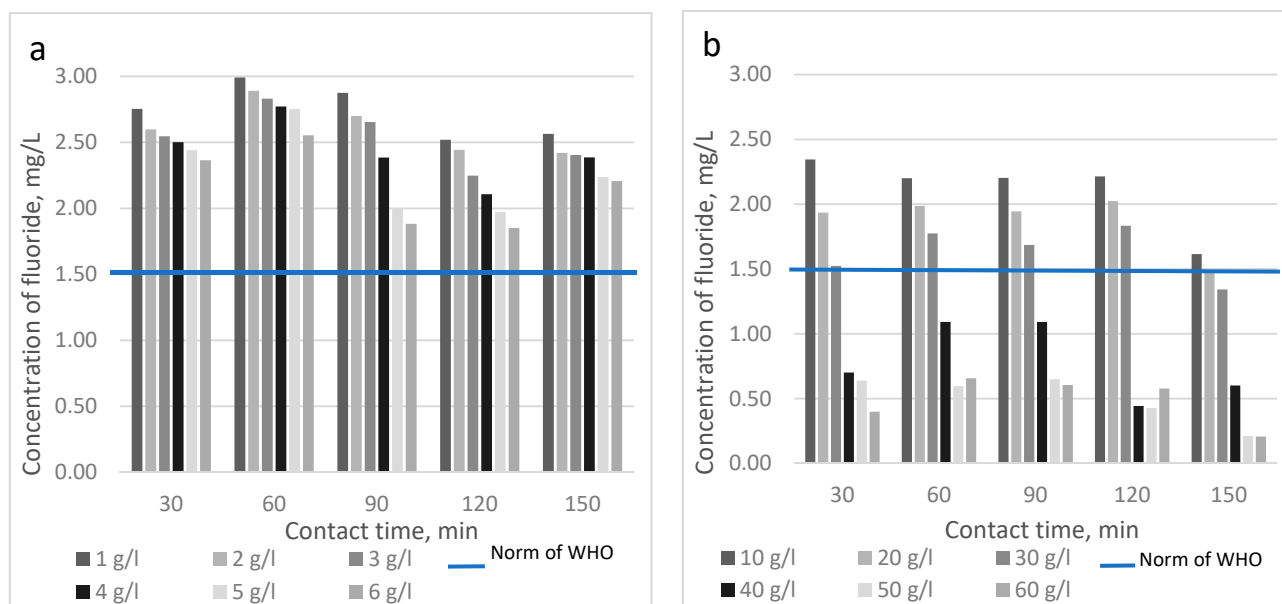 a
3.00
2.50
2.00
1.50
1.00
0.50
0.00
Concentration of fluoride, mg/L
30 60 90 120 150
Contact time, min
1 g/l 2 g/l 3 g/l Norm of WHO
4 g/l 5 g/l 6 g/l
b
3.00
2.50
2.00
1.50
1.00
0.50
0.00
Concentration of fluoride, mg/L
30 60 90 120 150
Contact time, min
10 g/l 20 g/l 30 g/l Norm of WHO
40 g/l 50 g/l 60 g/l